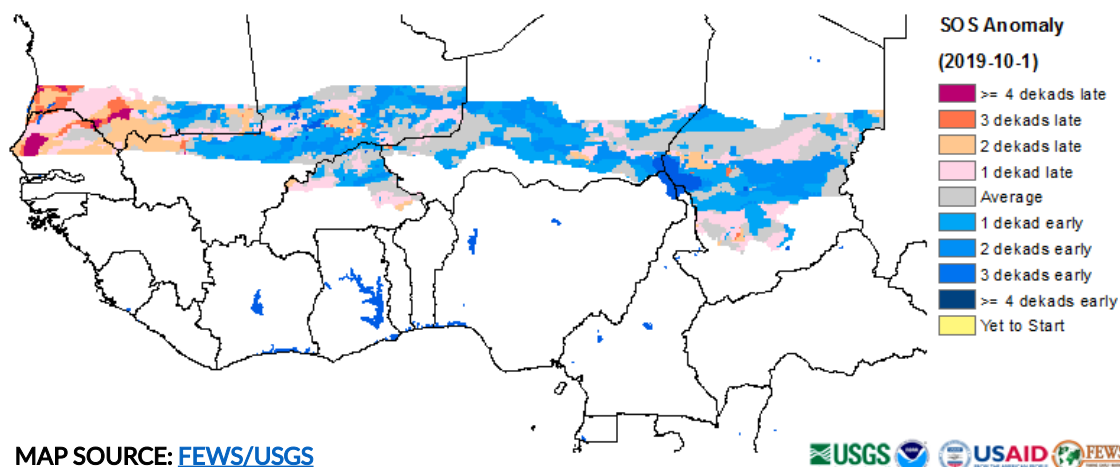 SOS Anomaly
(2019-10-1)
>= 4 dekads late
3 dekads late
2 dekads late
1 dekad late
Average
1 dekad early
2 dekads early
3 dekads early
>= 4 dekads early
Yet to Start
MAP SOURCE: FEWS/USGS
USGS
USAID
FEWS